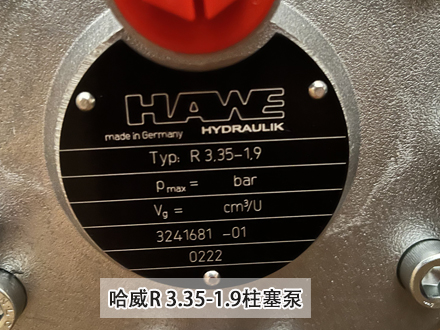 HAWE
made in Germany HYDRAULIK
Typ: R 3,35-1,9
pmax = bar
Vg = cm³/U
3241681 -01
0222
哈威R 3.35-1.9柱塞泵